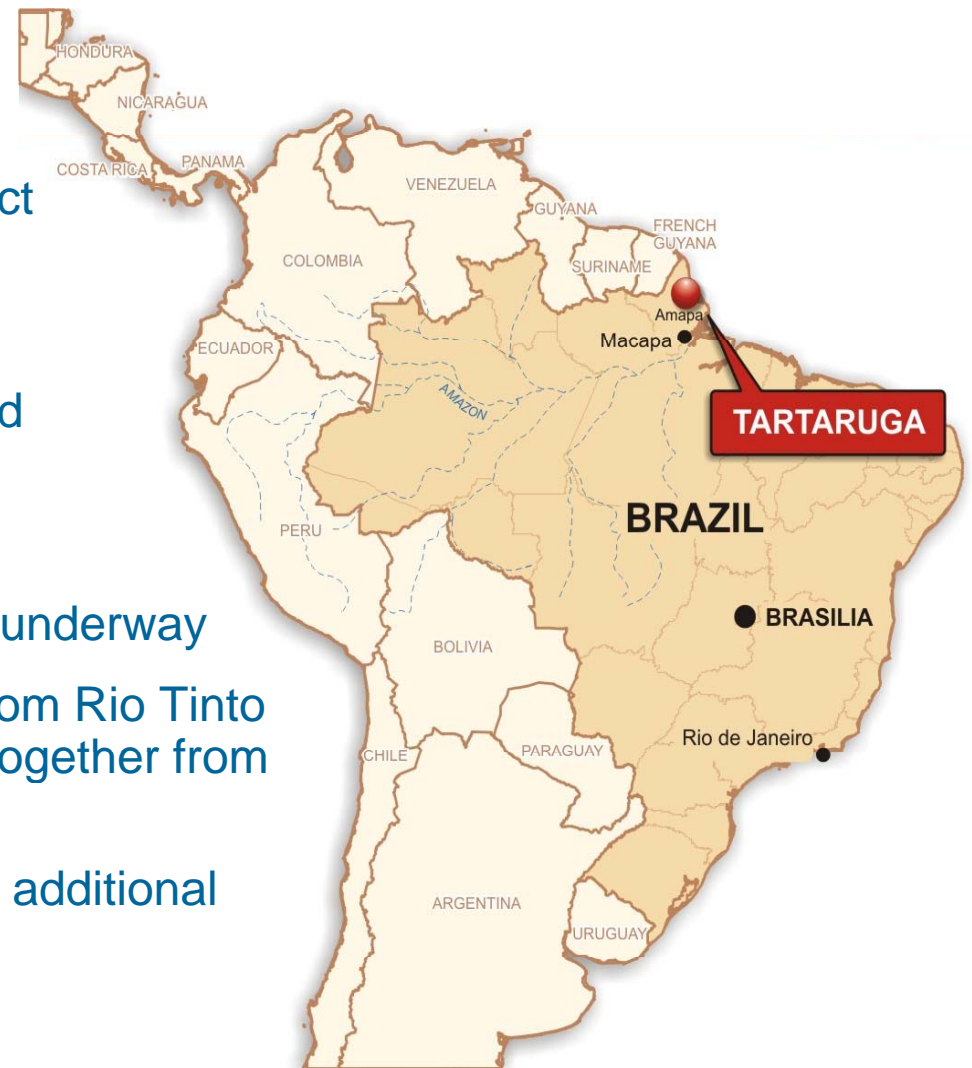 HONDURA
NICARAGUA
COSTA RICA
PANAMA
ct
VENEZUELA
GUYANA
FRENCH
GUYANA
COLOMBIA
SURINAME
Amapa
Macapa
ECUADOR
AMAZON
d
TARTARUGA
PERU
BRAZIL
underway
BRASILIA
BOLIVIA
om Rio Tinto
ogether from
CHILE
PARAGUAY
Rio de Janeiro
additional
ARGENTINA
URUGUAY